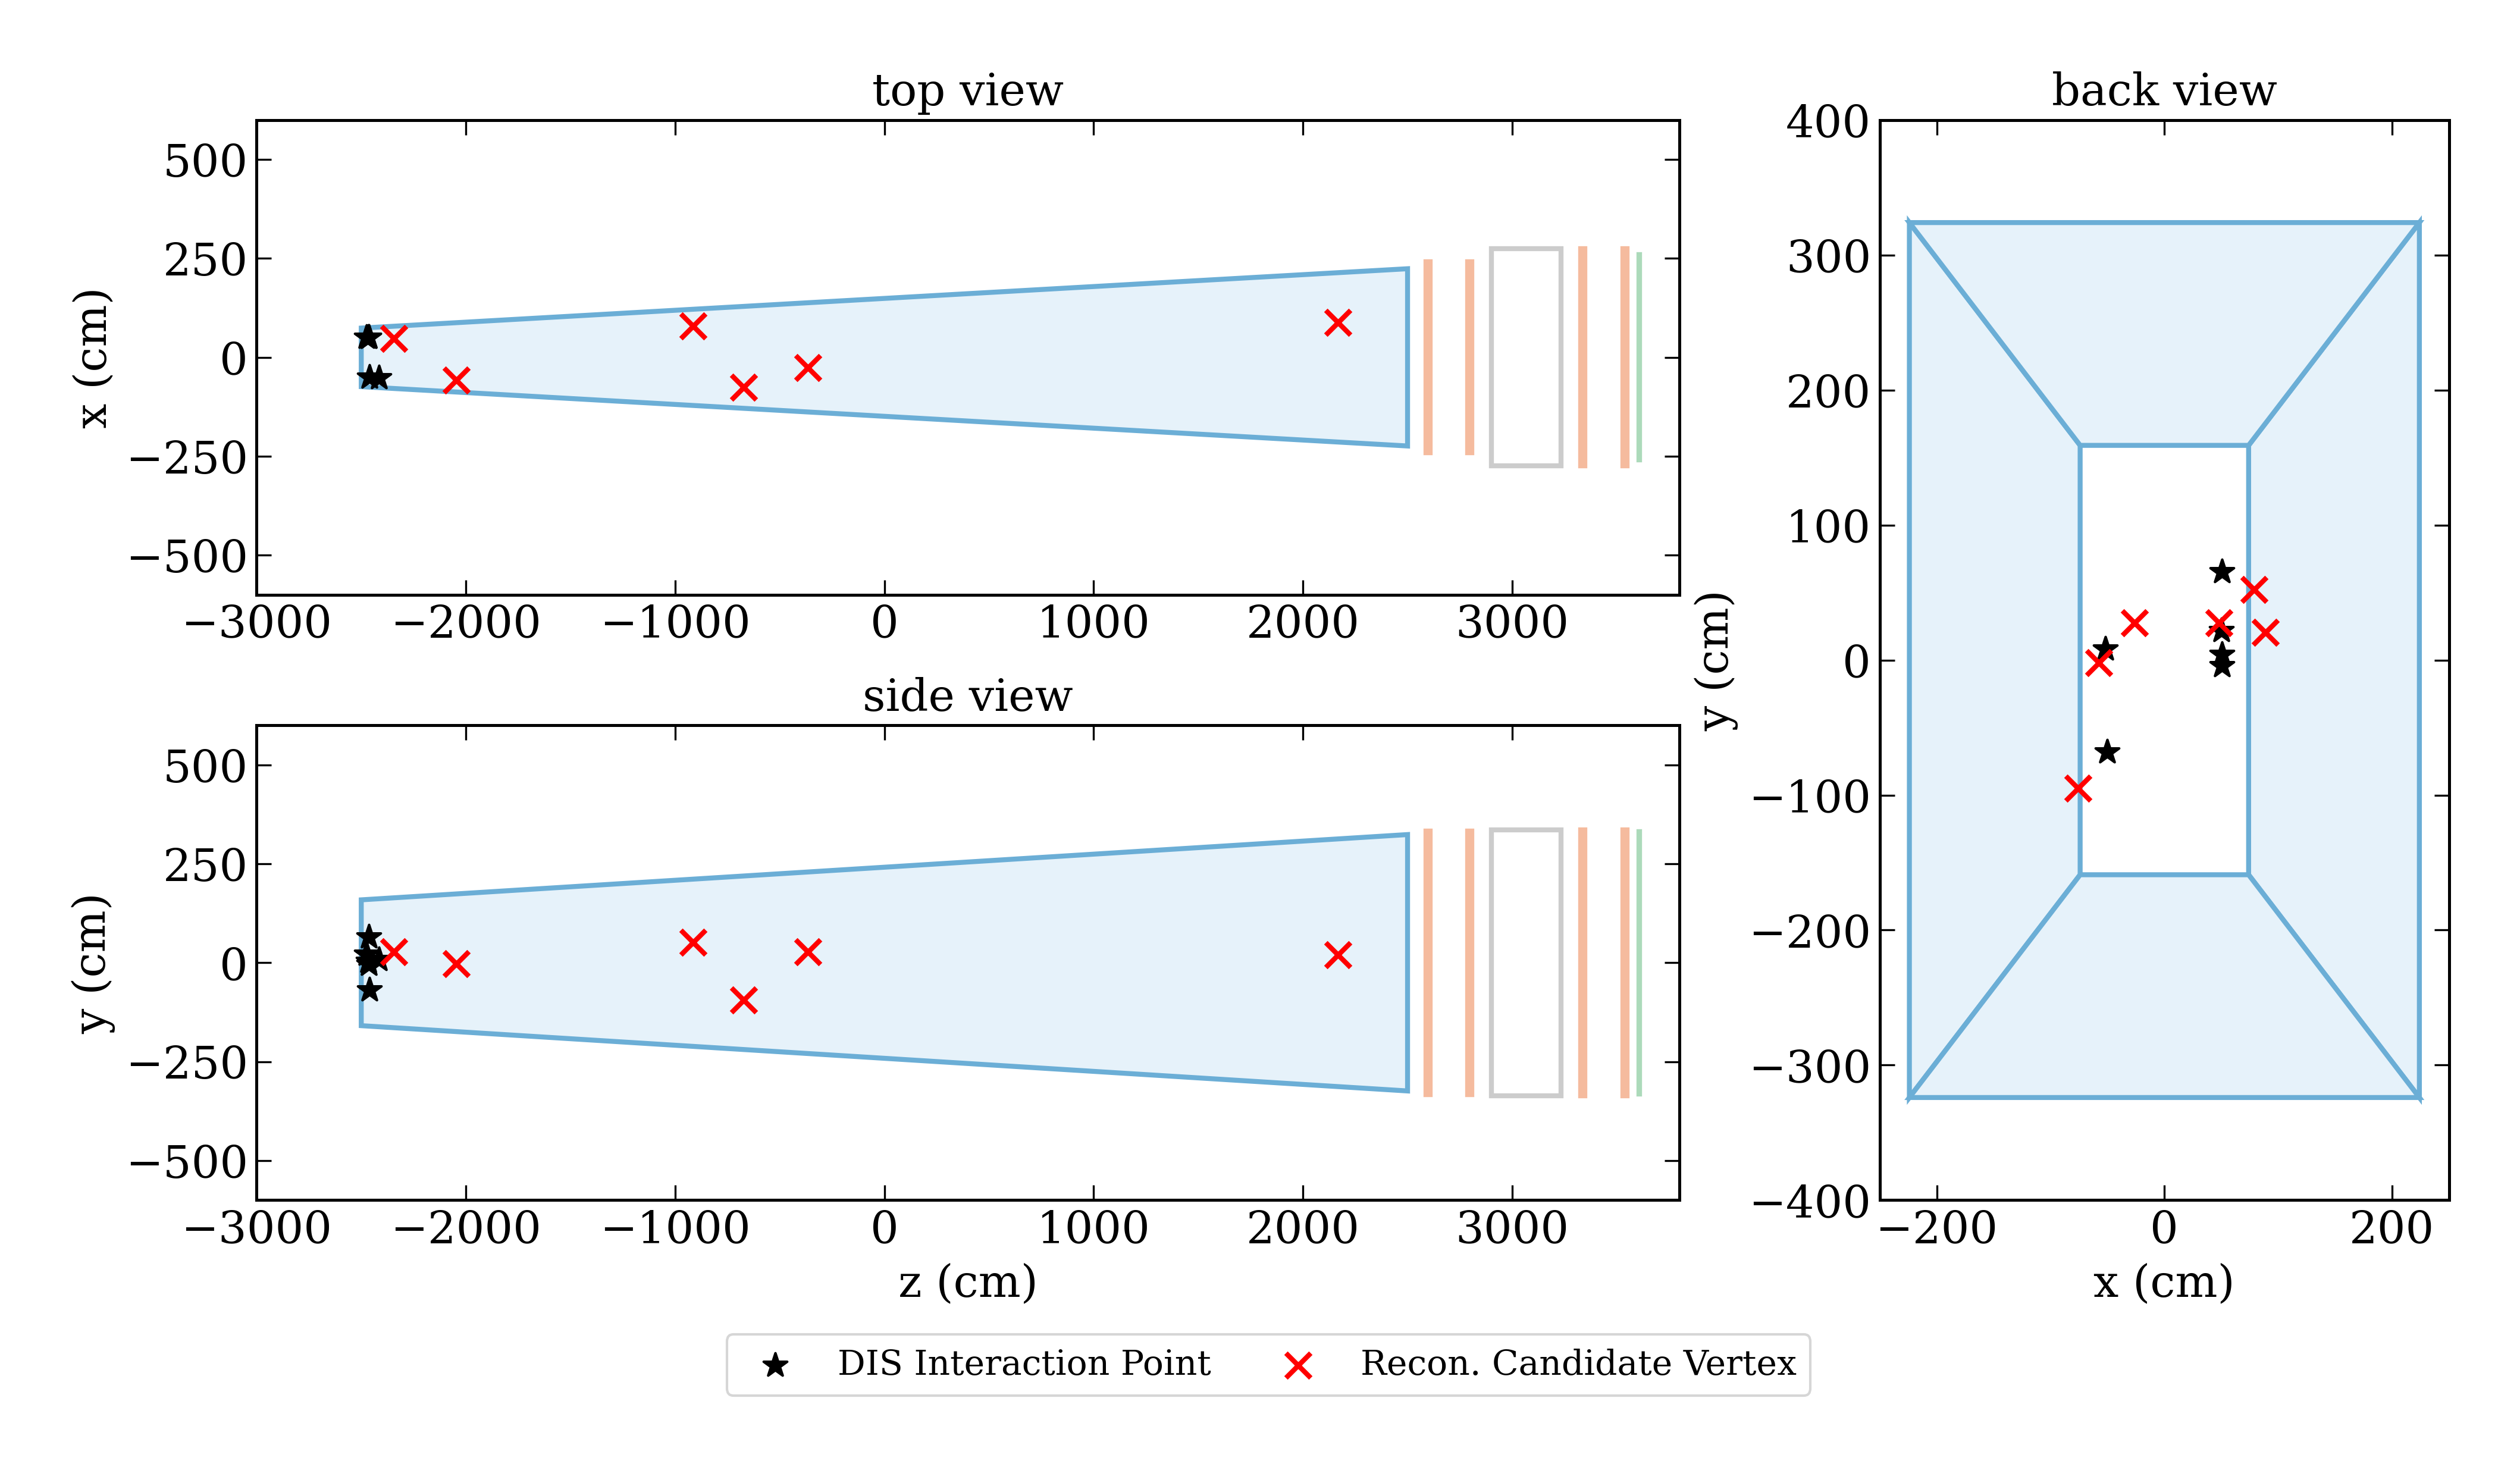 top view
500
250
0
−250
−500
x (cm)
−3000 −2000 −1000 0 1000 2000 3000
side view
500
250
0
−250
−500
y (cm)
−3000 −2000 −1000 0 1000 2000 3000
z (cm)
back view
400
300
200
100
0
−100
−200
−300
−400
y (cm)
−200 0 200
x (cm)
DIS Interaction Point Recon. Candidate Vertex